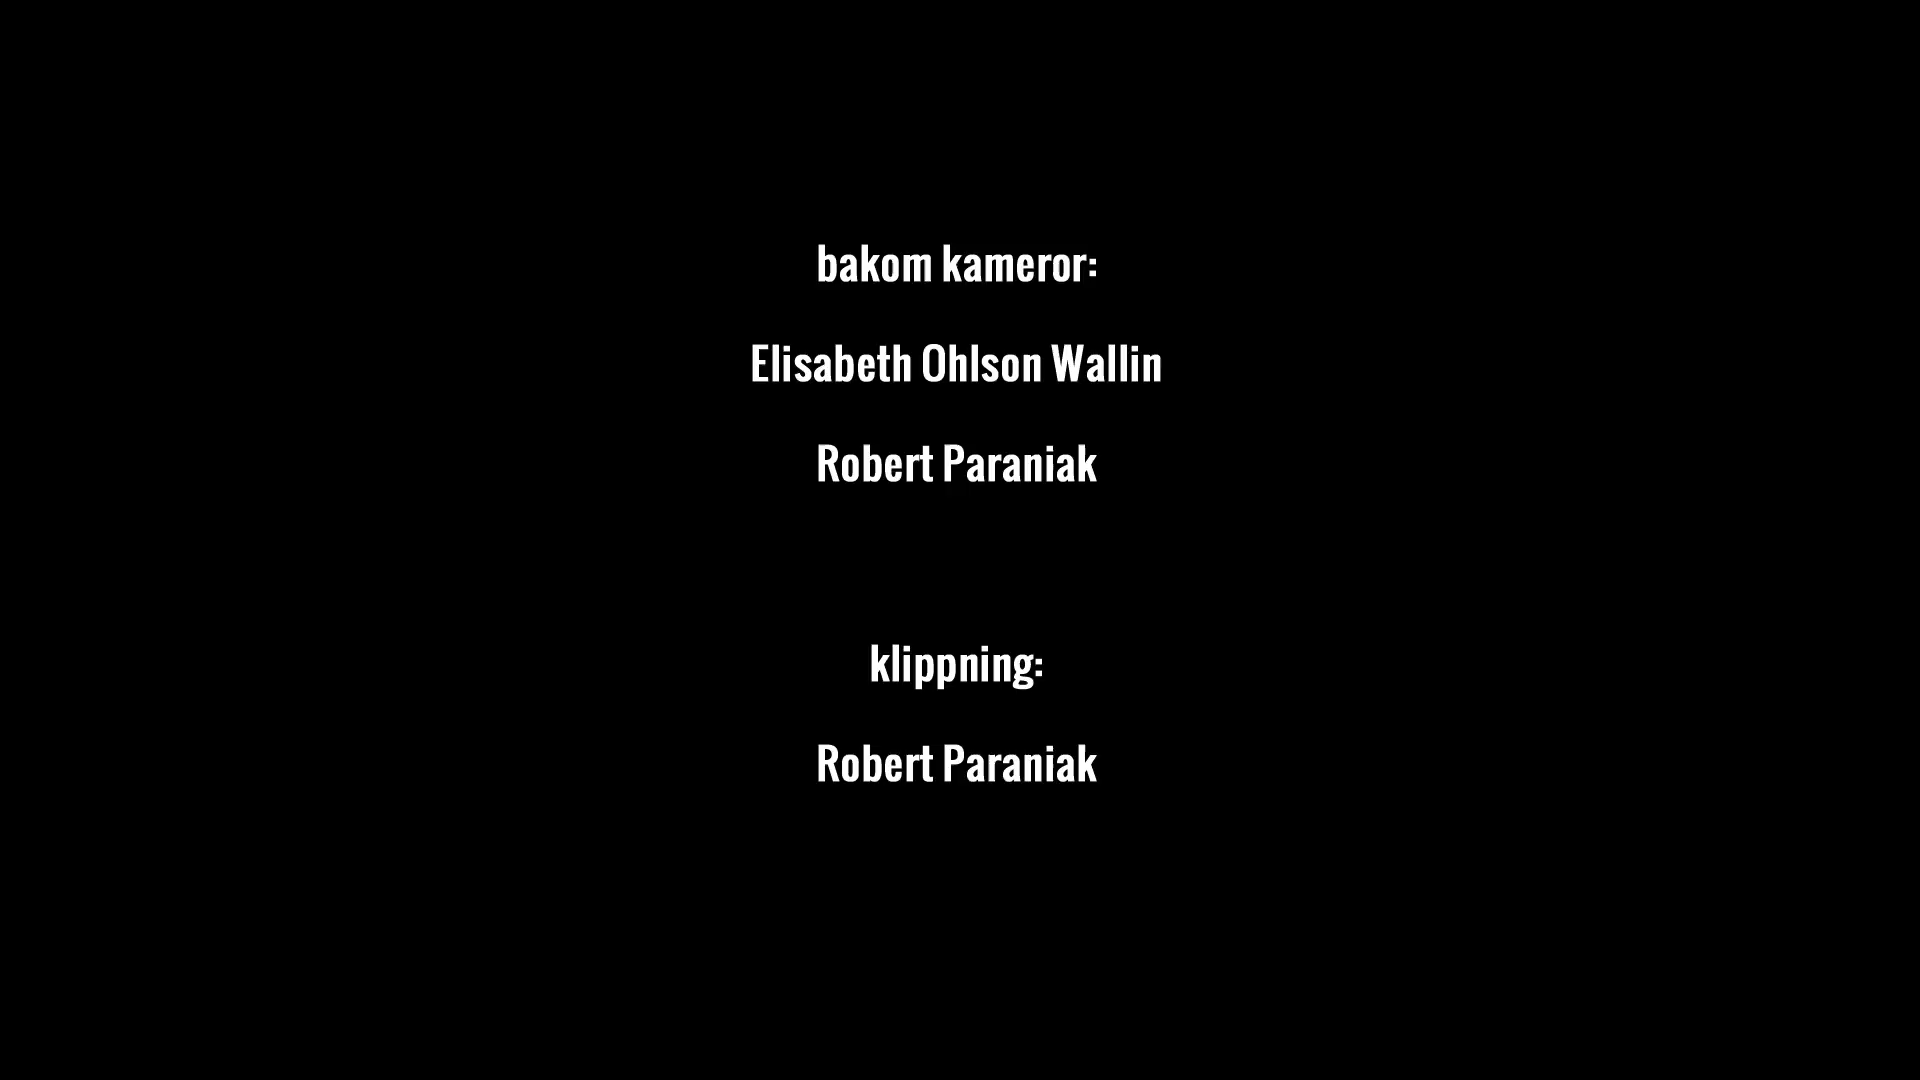 bakom kameror:
Elisabeth Ohlson Wallin
Robert Paraniak
klippning:
Robert Paraniak